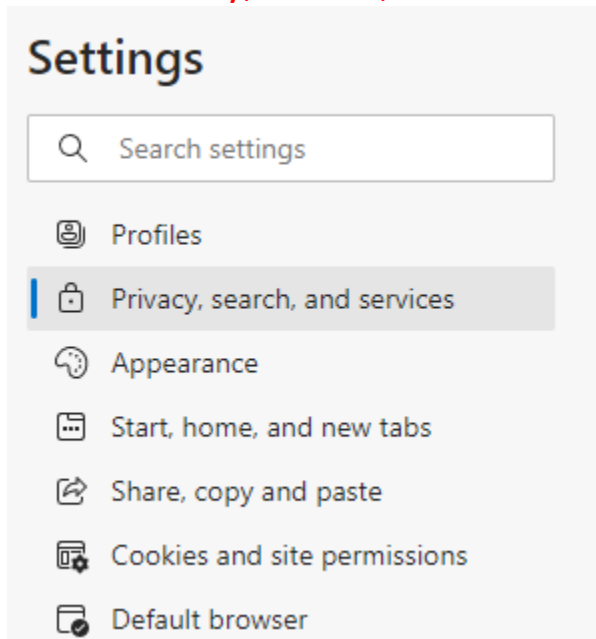 Settings
Search settings
Profiles
Privacy, search, and services
Appearance
Start, home, and new tabs
Share, copy and paste
Cookies and site permissions
Default browser